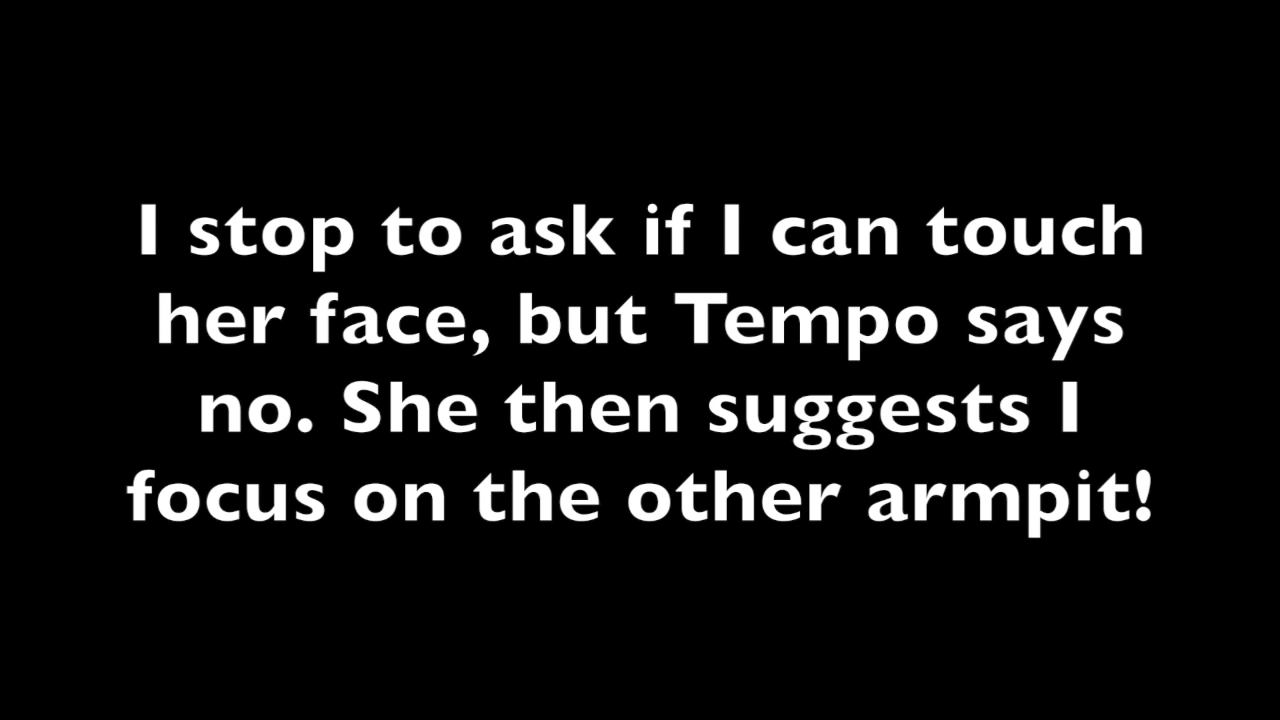 I stop to ask if I can touch
her face, but Tempo says
no. She then suggests I
focus on the other armpit!